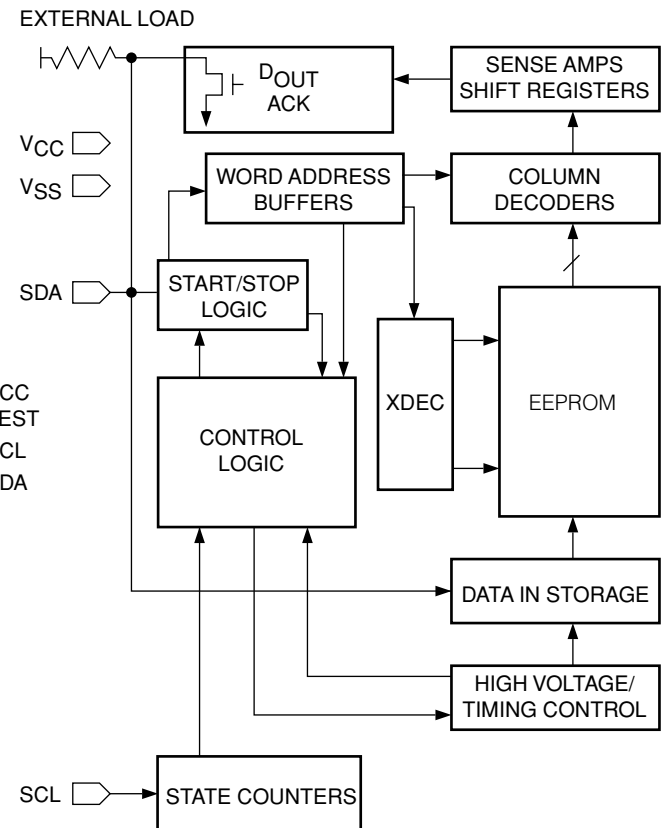 EXTERNAL LOAD
DOUT
ACK
SENSE AMPS
SHIFT REGISTERS
VCC
VSS
WORD ADDRESS
BUFFERS
COLUMN
DECODERS
SDA
START/STOP
LOGIC
XDEC
EEPROM
CC
EST
CL
DA
CONTROL
LOGIC
DATA IN STORAGE
HIGH VOLTAGE/
TIMING CONTROL
SCL
STATE COUNTERS